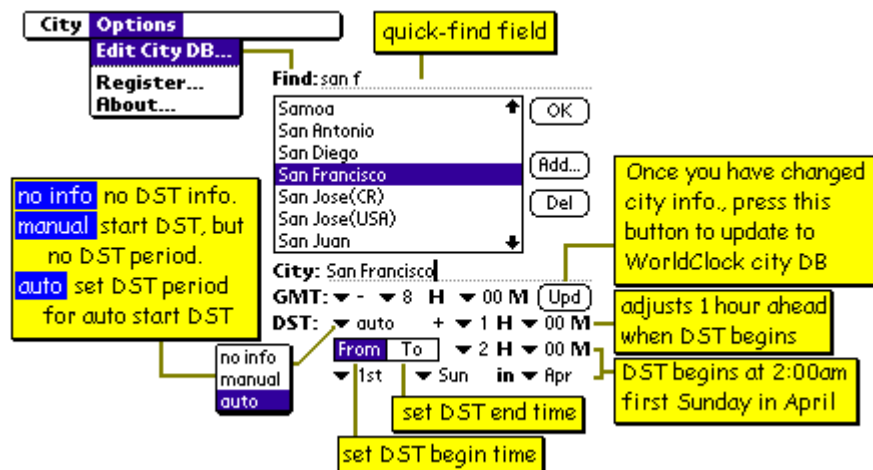 City Options
Edit City DB...
Register...
About...
quick-find field
Find: san f
Samoa
San Antonio
San Diego
San Francisco
San Jose(CR)
San Jose(USA)
San Juan
OK
Add...
Del
Once you have changed
city info., press this
button to update to
WorldClock city DB
no info no DST info.
manual start DST, but
no DST period.
auto set DST period
for auto start DST
City: San Francisco
GMT: - 8 H 00 M Upd
DST: auto + 1 H 00 M
From To 2 H 00 M
1st Sun in Apr
adjusts 1 hour ahead
when DST begins
DST begins at 2:00am
first Sunday in April
no info
manual
auto
set DST end time
set DST begin time